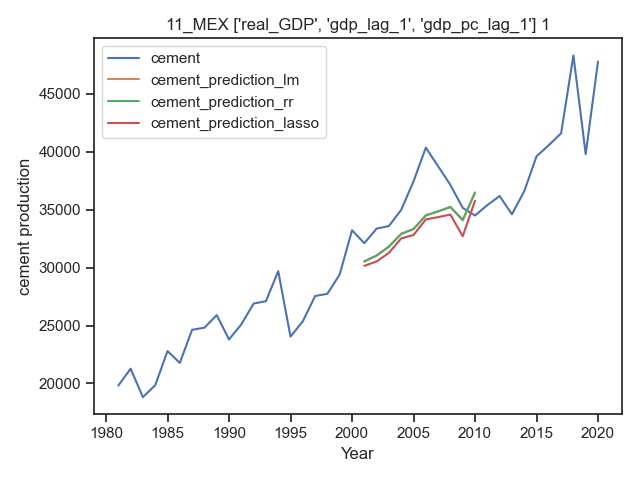 11_MEX ['real_GDP', 'gdp_lag_1', 'gdp_pc_lag_1'] 1
cement
cement_prediction_lm
cement_prediction_rr
cement_prediction_lasso
cement production
45000
40000
35000
30000
25000
20000
1980 1985 1990 1995 2000 2005 2010 2015 2020
Year